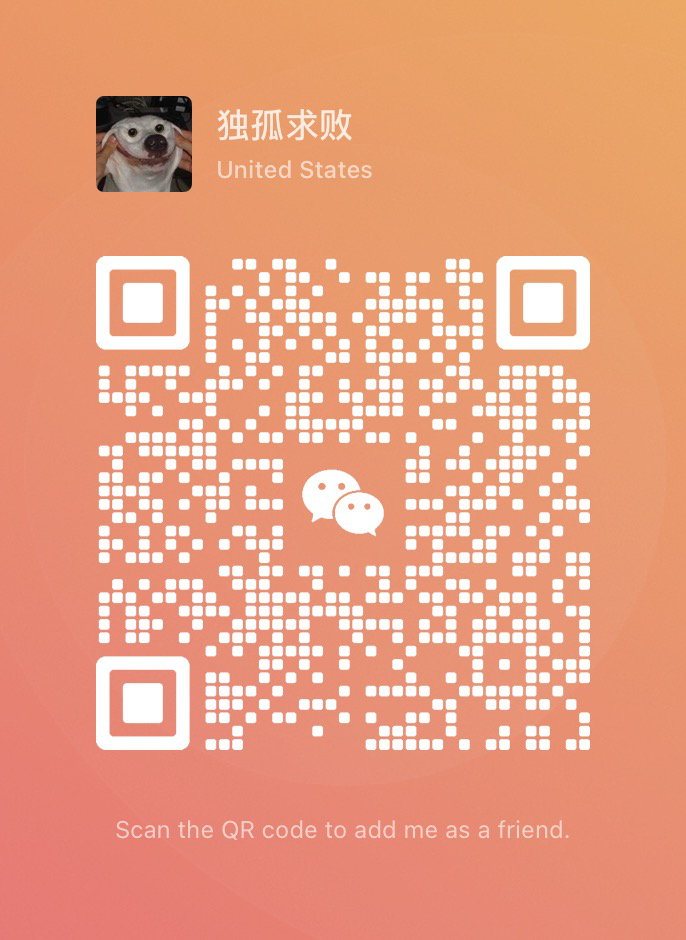 独孤求败
United States
Scan the QR code to add me as a friend.